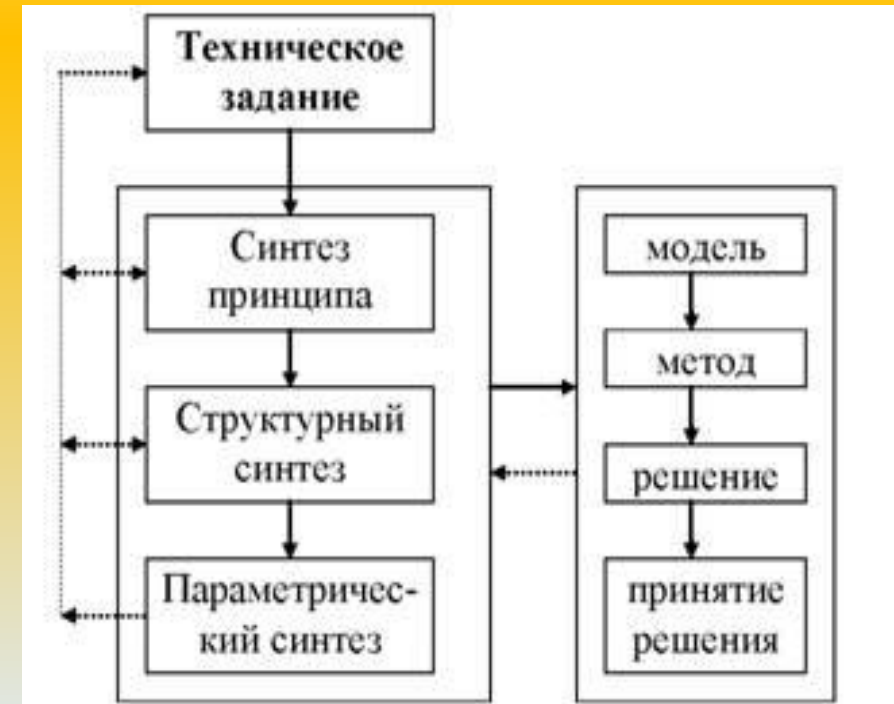 Техническое
задание
Синтез
принципа
Структурный
синтез
Параметричес-
кий синтез
модель
метод
решение
принятие
решения